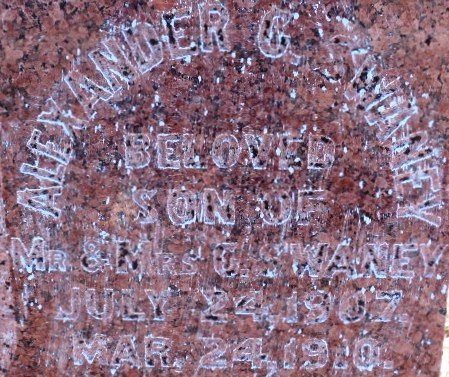 ALEXANDER G. SWANEY
BELOVED
SON OF
MR & MRS G. SWANEY
JULY 24, 1907.
MAR. 24, 1910.